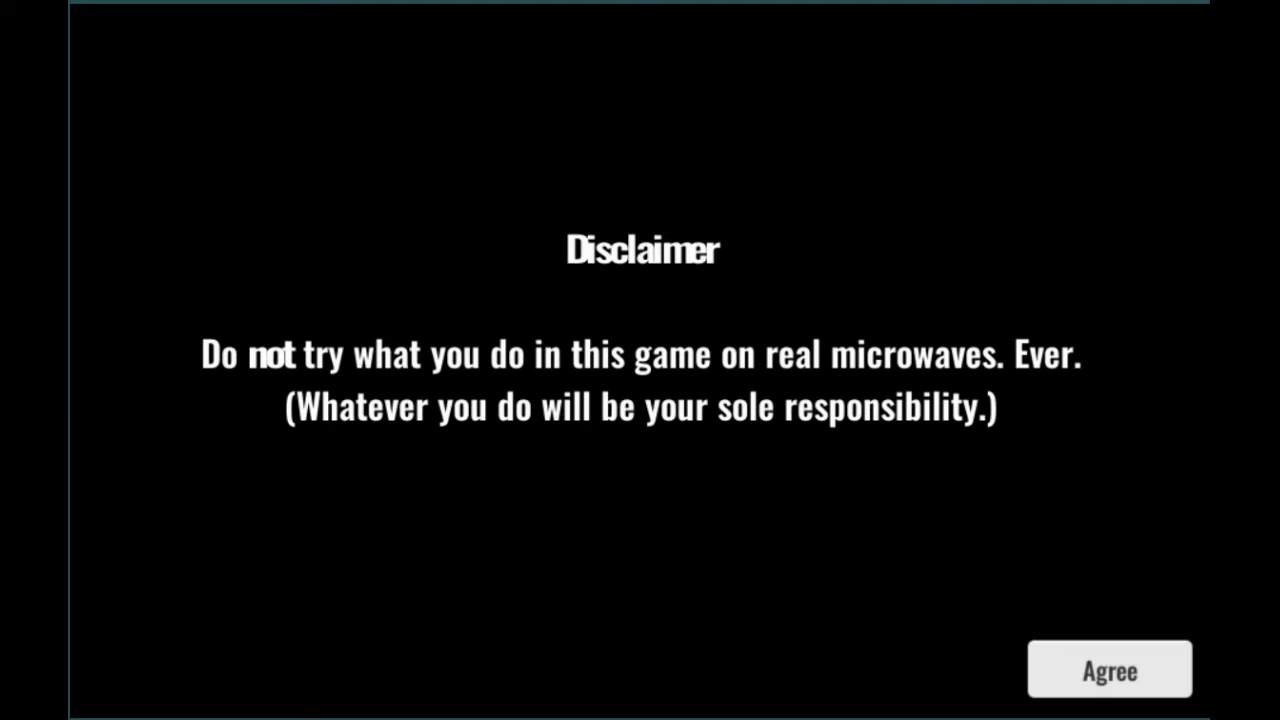 Disclaimer
Do not try what you do in this game on real microwaves. Ever.
(Whatever you do will be your sole responsibility.)
Agree